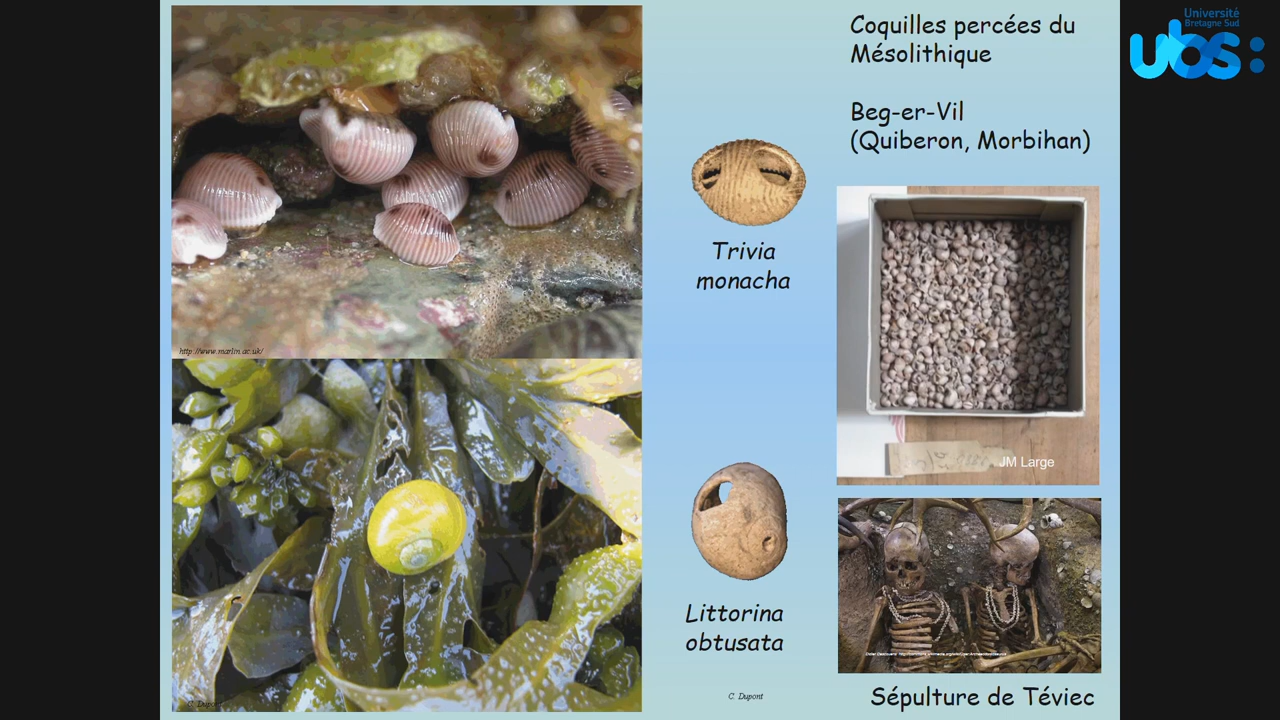 Université
Bretagne Sud
ubs:
Coquilles percées du
Mésolithique
Beg-er-Vil
(Quiberon, Morbihan)
Trivia
monacha
http://www.marlin.ac.uk/
JM Large
Littorina
obtusata
C. Dupont
C. Dupont
Sépulture de Téviec